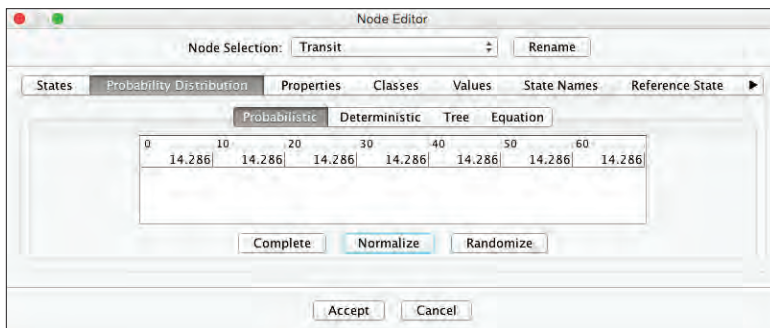 Node Editor
Node Selection: Transit Rename
States Probability Distribution Properties Classes Values State Names Reference State
Probabilistic Deterministic Tree Equation
0 10 20 30 40 50 60
14.286 14.286 14.286 14.286 14.286 14.286 14.286
Complete Normalize Randomize
Accept Cancel